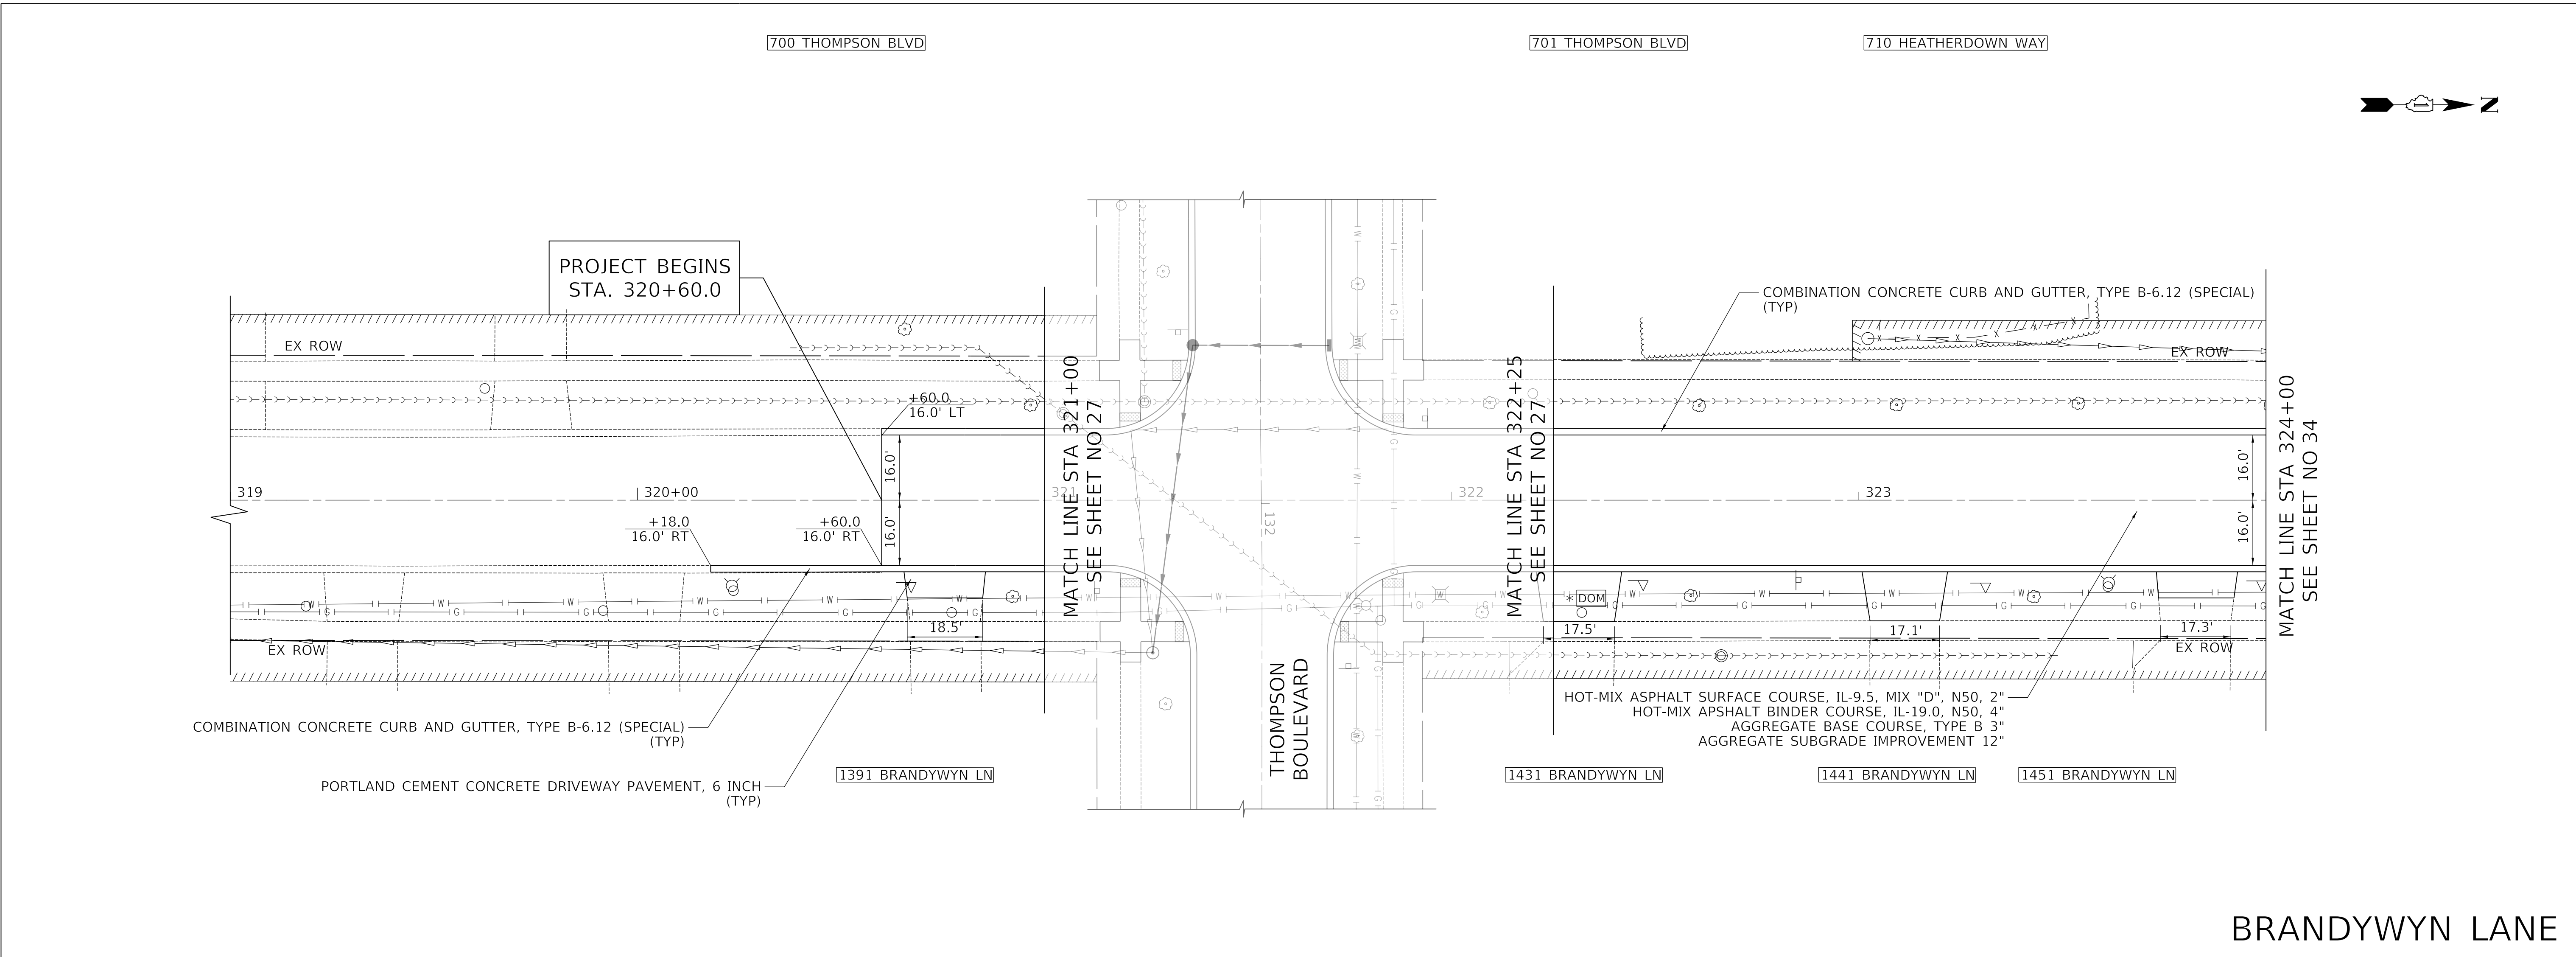 700 THOMPSON BLVD
701 THOMPSON BLVD
710 HEATHERDOWN WAY
N
PROJECT BEGINS
STA. 320+60.0
COMBINATION CONCRETE CURB AND GUTTER, TYPE B-6.12 (SPECIAL)
(TYP)
EX ROW
EX ROW
+60.0
16.0' LT
16.0'
16.0'
319
320+00
321
322
323
+18.0
16.0' RT
+60.0
16.0' RT
16.0'
16.0'
MATCH LINE STA 321+00
SEE SHEET NO 27
132
MATCH LINE STA 322+25
SEE SHEET NO 27
MATCH LINE STA 324+00
SEE SHEET NO 34
DOM
18.5'
17.5'
17.1'
17.3'
EX ROW
EX ROW
THOMPSON
BOULEVARD
COMBINATION CONCRETE CURB AND GUTTER, TYPE B-6.12 (SPECIAL)
(TYP)
HOT-MIX ASPHALT SURFACE COURSE, IL-9.5, MIX "D", N50, 2"
HOT-MIX APSHALT BINDER COURSE, IL-19.0, N50, 4"
AGGREGATE BASE COURSE, TYPE B 3"
AGGREGATE SUBGRADE IMPROVEMENT 12"
PORTLAND CEMENT CONCRETE DRIVEWAY PAVEMENT, 6 INCH
(TYP)
1391 BRANDYWYN LN
1431 BRANDYWYN LN
1441 BRANDYWYN LN
1451 BRANDYWYN LN
BRANDYWYN LANE